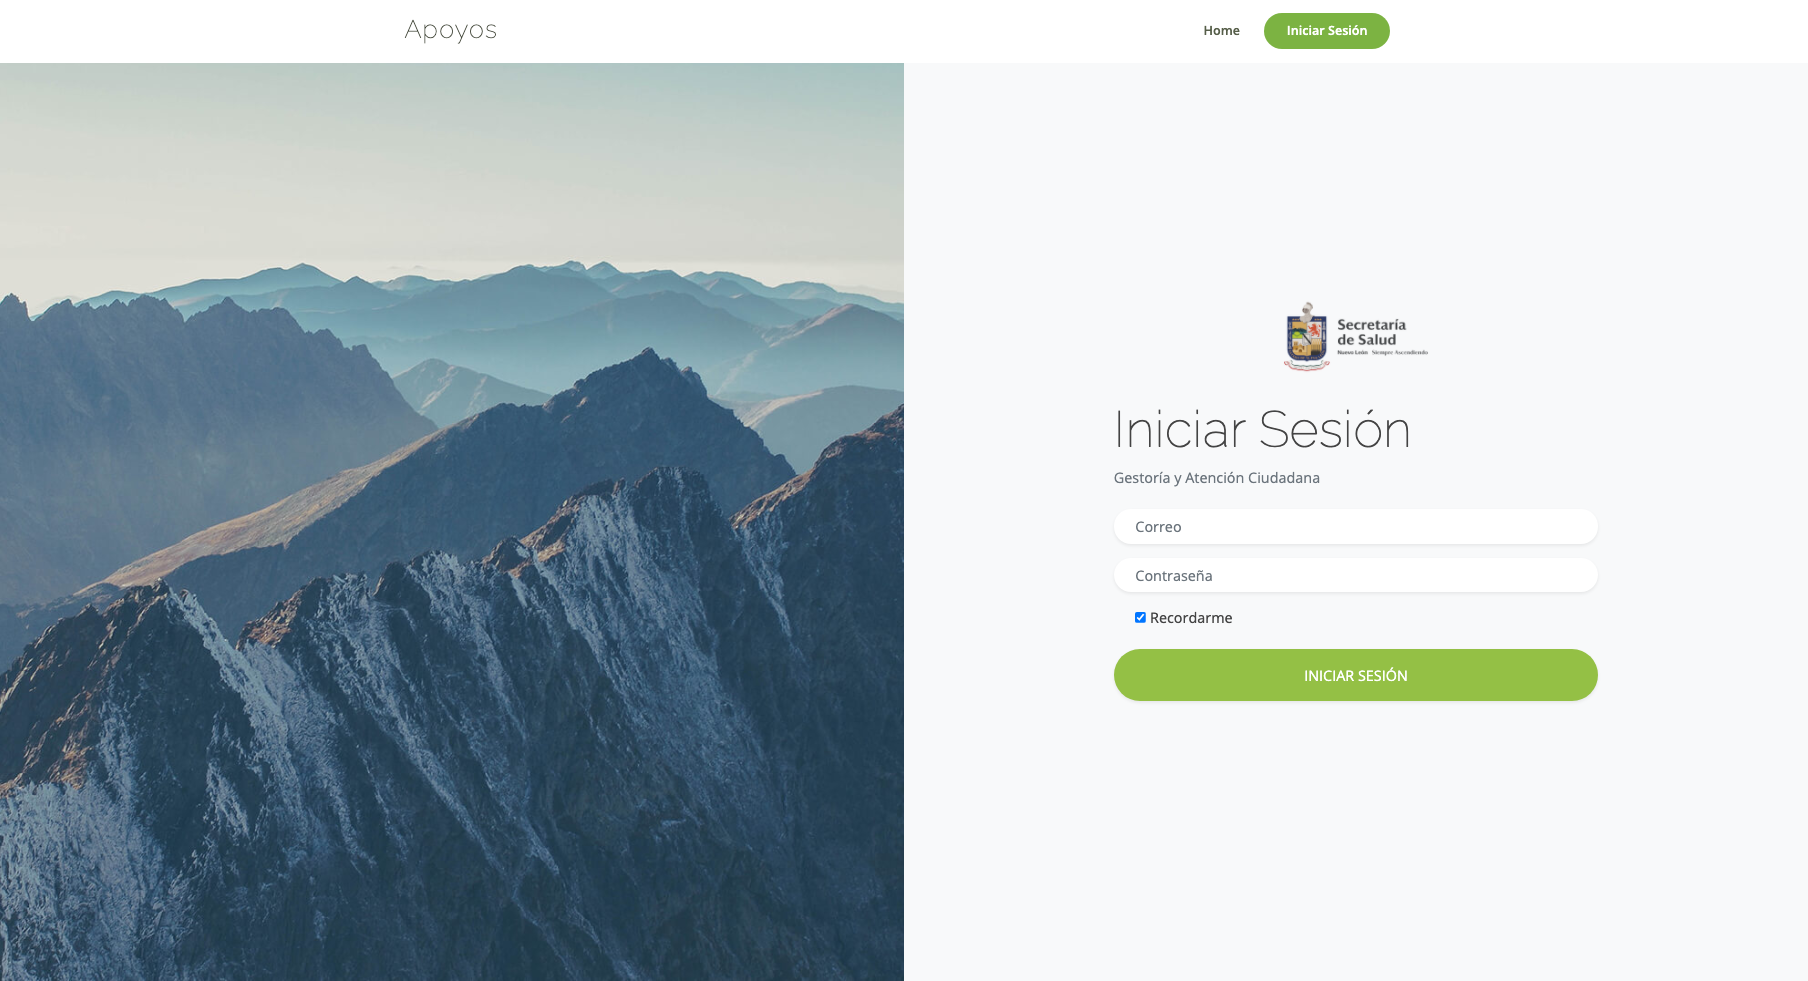 Apoyos
Home
Iniciar Sesión
Secretaría
de Salud
Nuevo León Siempre Ascendiendo
Iniciar Sesión
Gestoría y Atención Ciudadana
Correo
Contraseña
Recordarme
INICIAR SESIÓN